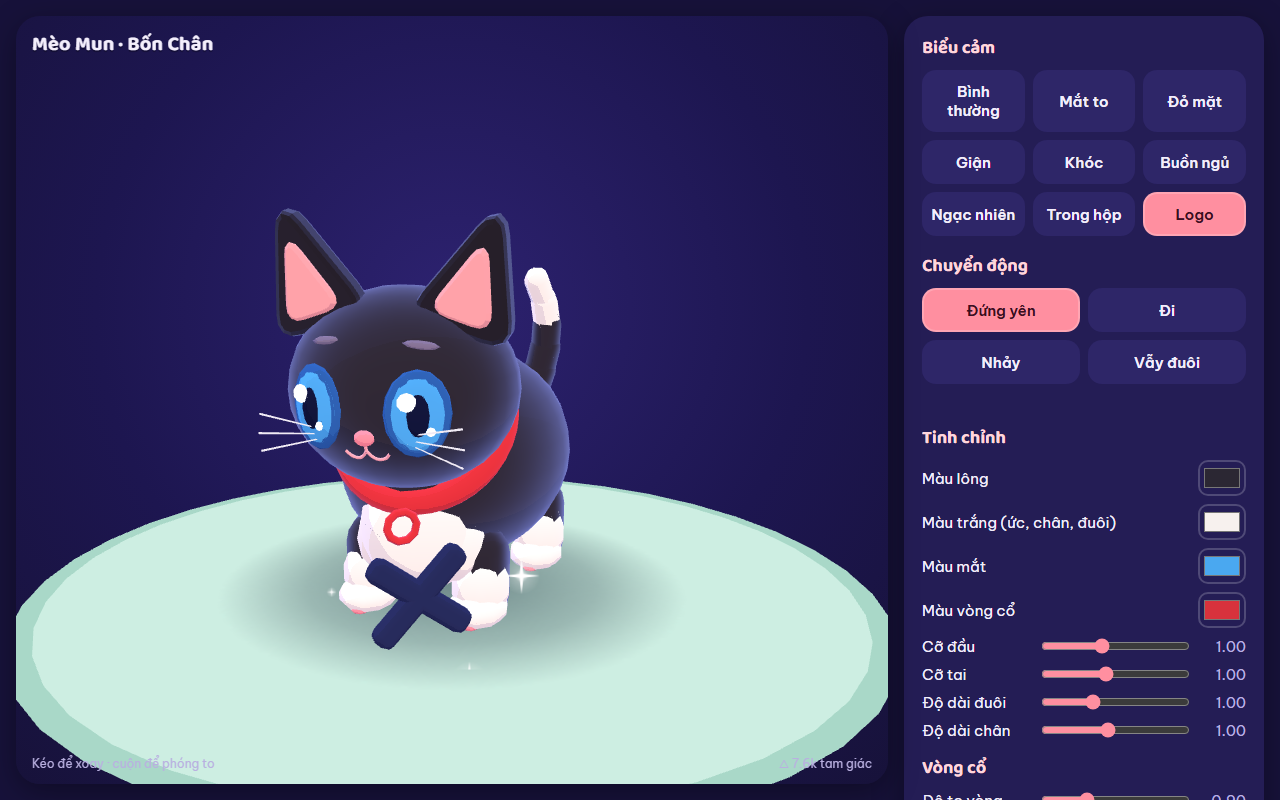 Mèo Mun · Bốn Chân
Biểu cảm
Bình
thường
Mắt to
Đỏ mặt
Giận
Khóc
Buồn ngủ
Ngạc nhiên
Trong hộp
Logo
Chuyển động
Đứng yên
Đi
Nhảy
Vẫy đuôi
Tinh chỉnh
Màu lông
Màu trắng (ức, chân, đuôi)
Màu mắt
Màu vòng cổ
Cỡ đầu 1.00
Cỡ tai 1.00
Độ dài đuôi 1.00
Độ dài chân 1.00
Vòng cổ
Kéo để xoay · cuộn để phóng to
tam giác